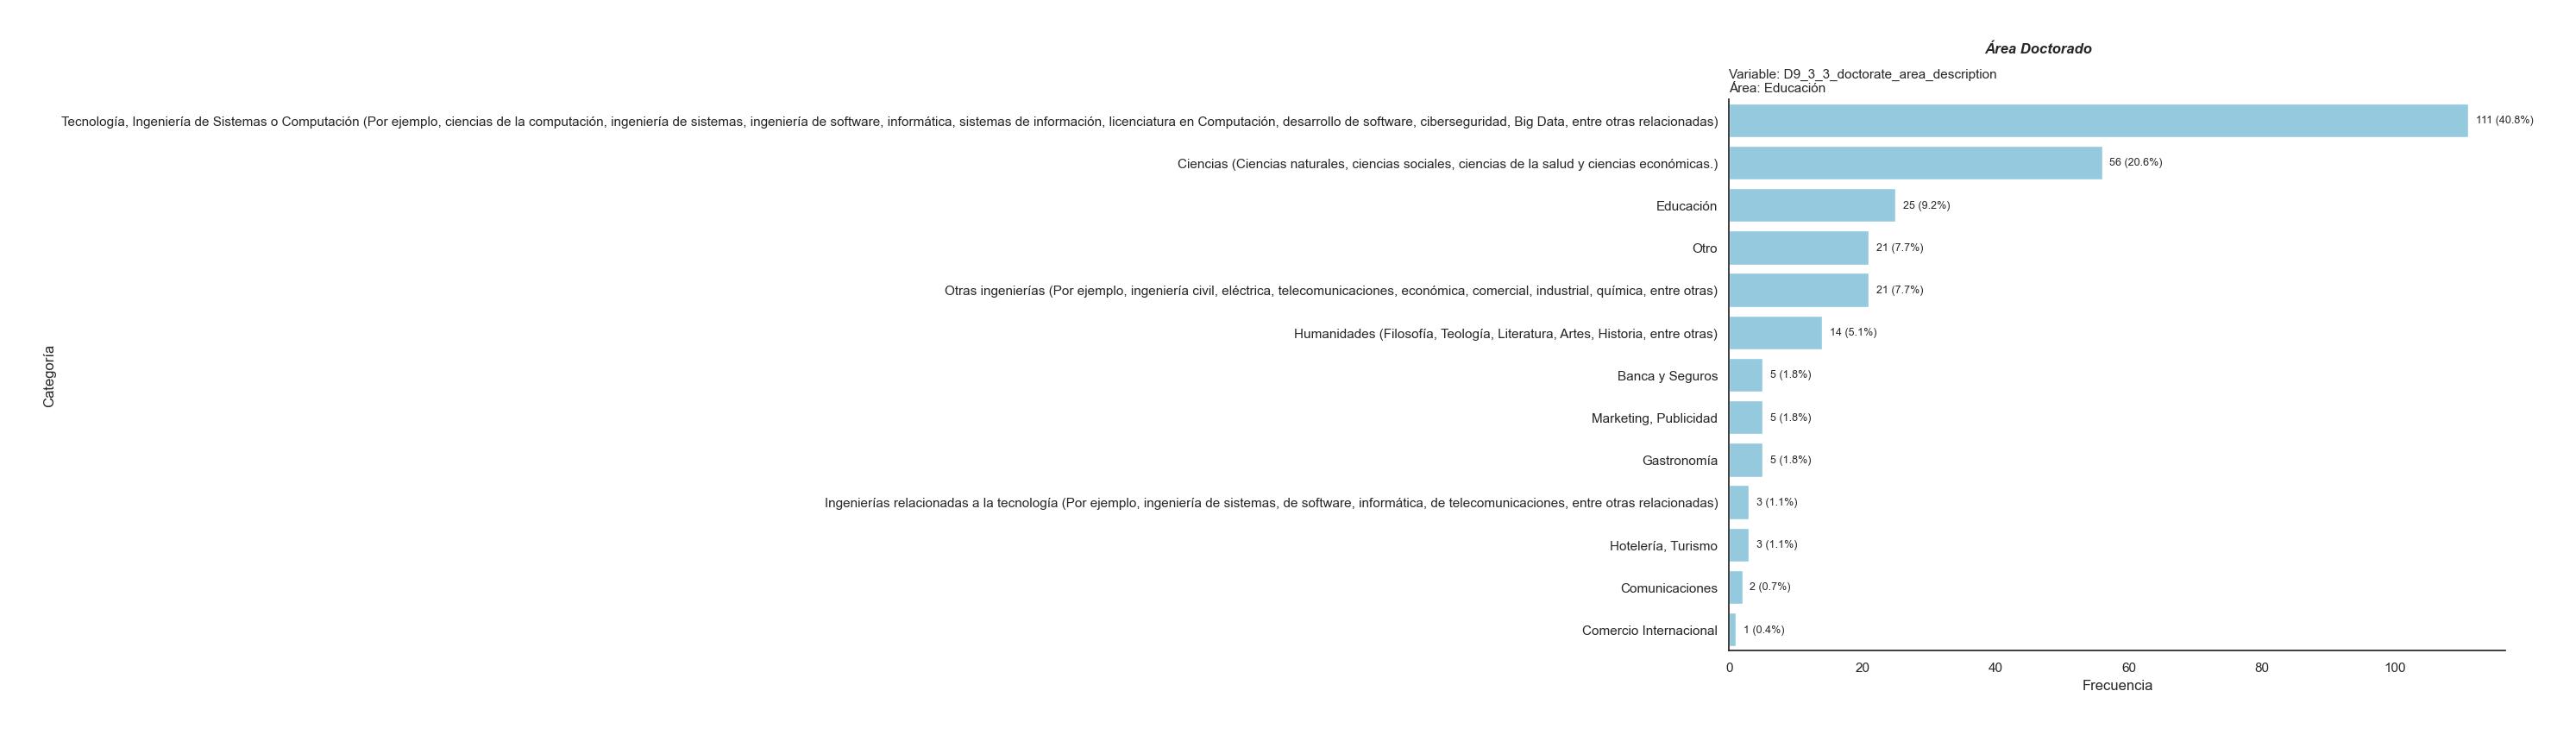 Área Doctorado
Variable: D9_3_3_doctorate_area_description
Área: Educación
Categoría
Tecnología, Ingeniería de Sistemas o Computación (Por ejemplo, ciencias de la computación, ingeniería de sistemas, ingeniería de software, informática, sistemas de información, licenciatura en Computación, desarrollo de software, ciberseguridad, Big Data, entre otras relacionadas) 111 (40.8%)
Ciencias (Ciencias naturales, ciencias sociales, ciencias de la salud y ciencias económicas.) 56 (20.6%)
Educación 25 (9.2%)
Otro 21 (7.7%)
Otras ingenierías (Por ejemplo, ingeniería civil, eléctrica, telecomunicaciones, económica, comercial, industrial, química, entre otras) 21 (7.7%)
Humanidades (Filosofía, Teología, Literatura, Artes, Historia, entre otras) 14 (5.1%)
Banca y Seguros 5 (1.8%)
Marketing, Publicidad 5 (1.8%)
Gastronomía 5 (1.8%)
Ingenierías relacionadas a la tecnología (Por ejemplo, ingeniería de sistemas, de software, informática, de telecomunicaciones, entre otras relacionadas) 3 (1.1%)
Hotelería, Turismo 3 (1.1%)
Comunicaciones 2 (0.7%)
Comercio Internacional 1 (0.4%)
0 20 40 60 80 100
Frecuencia